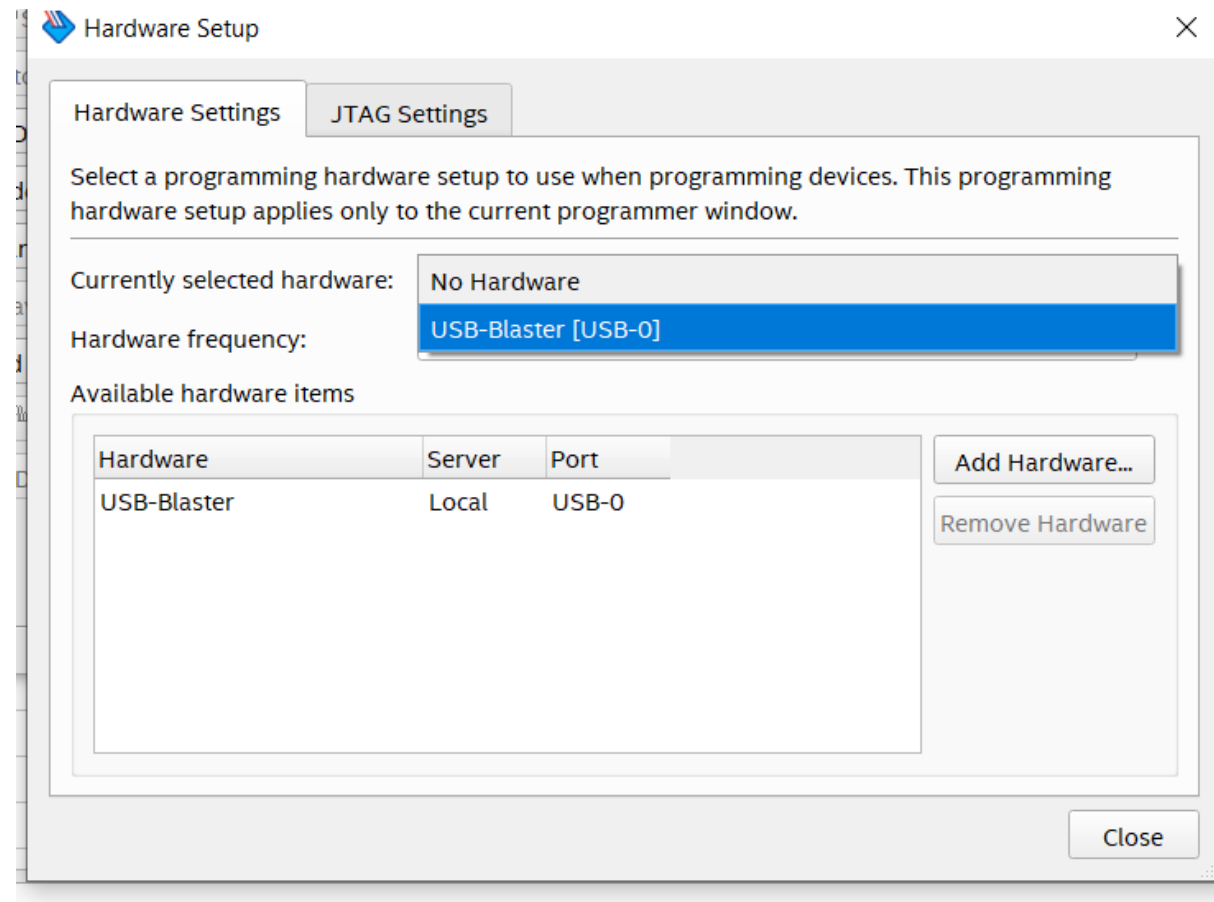 Hardware Setup
Hardware Settings
JTAG Settings
Select a programming hardware setup to use when programming devices. This programming
hardware setup applies only to the current programmer window.
Currently selected hardware:
No Hardware
USB-Blaster [USB-0]
Hardware frequency:
Available hardware items
Hardware Server Port
USB-Blaster Local USB-0
Add Hardware...
Remove Hardware
Close